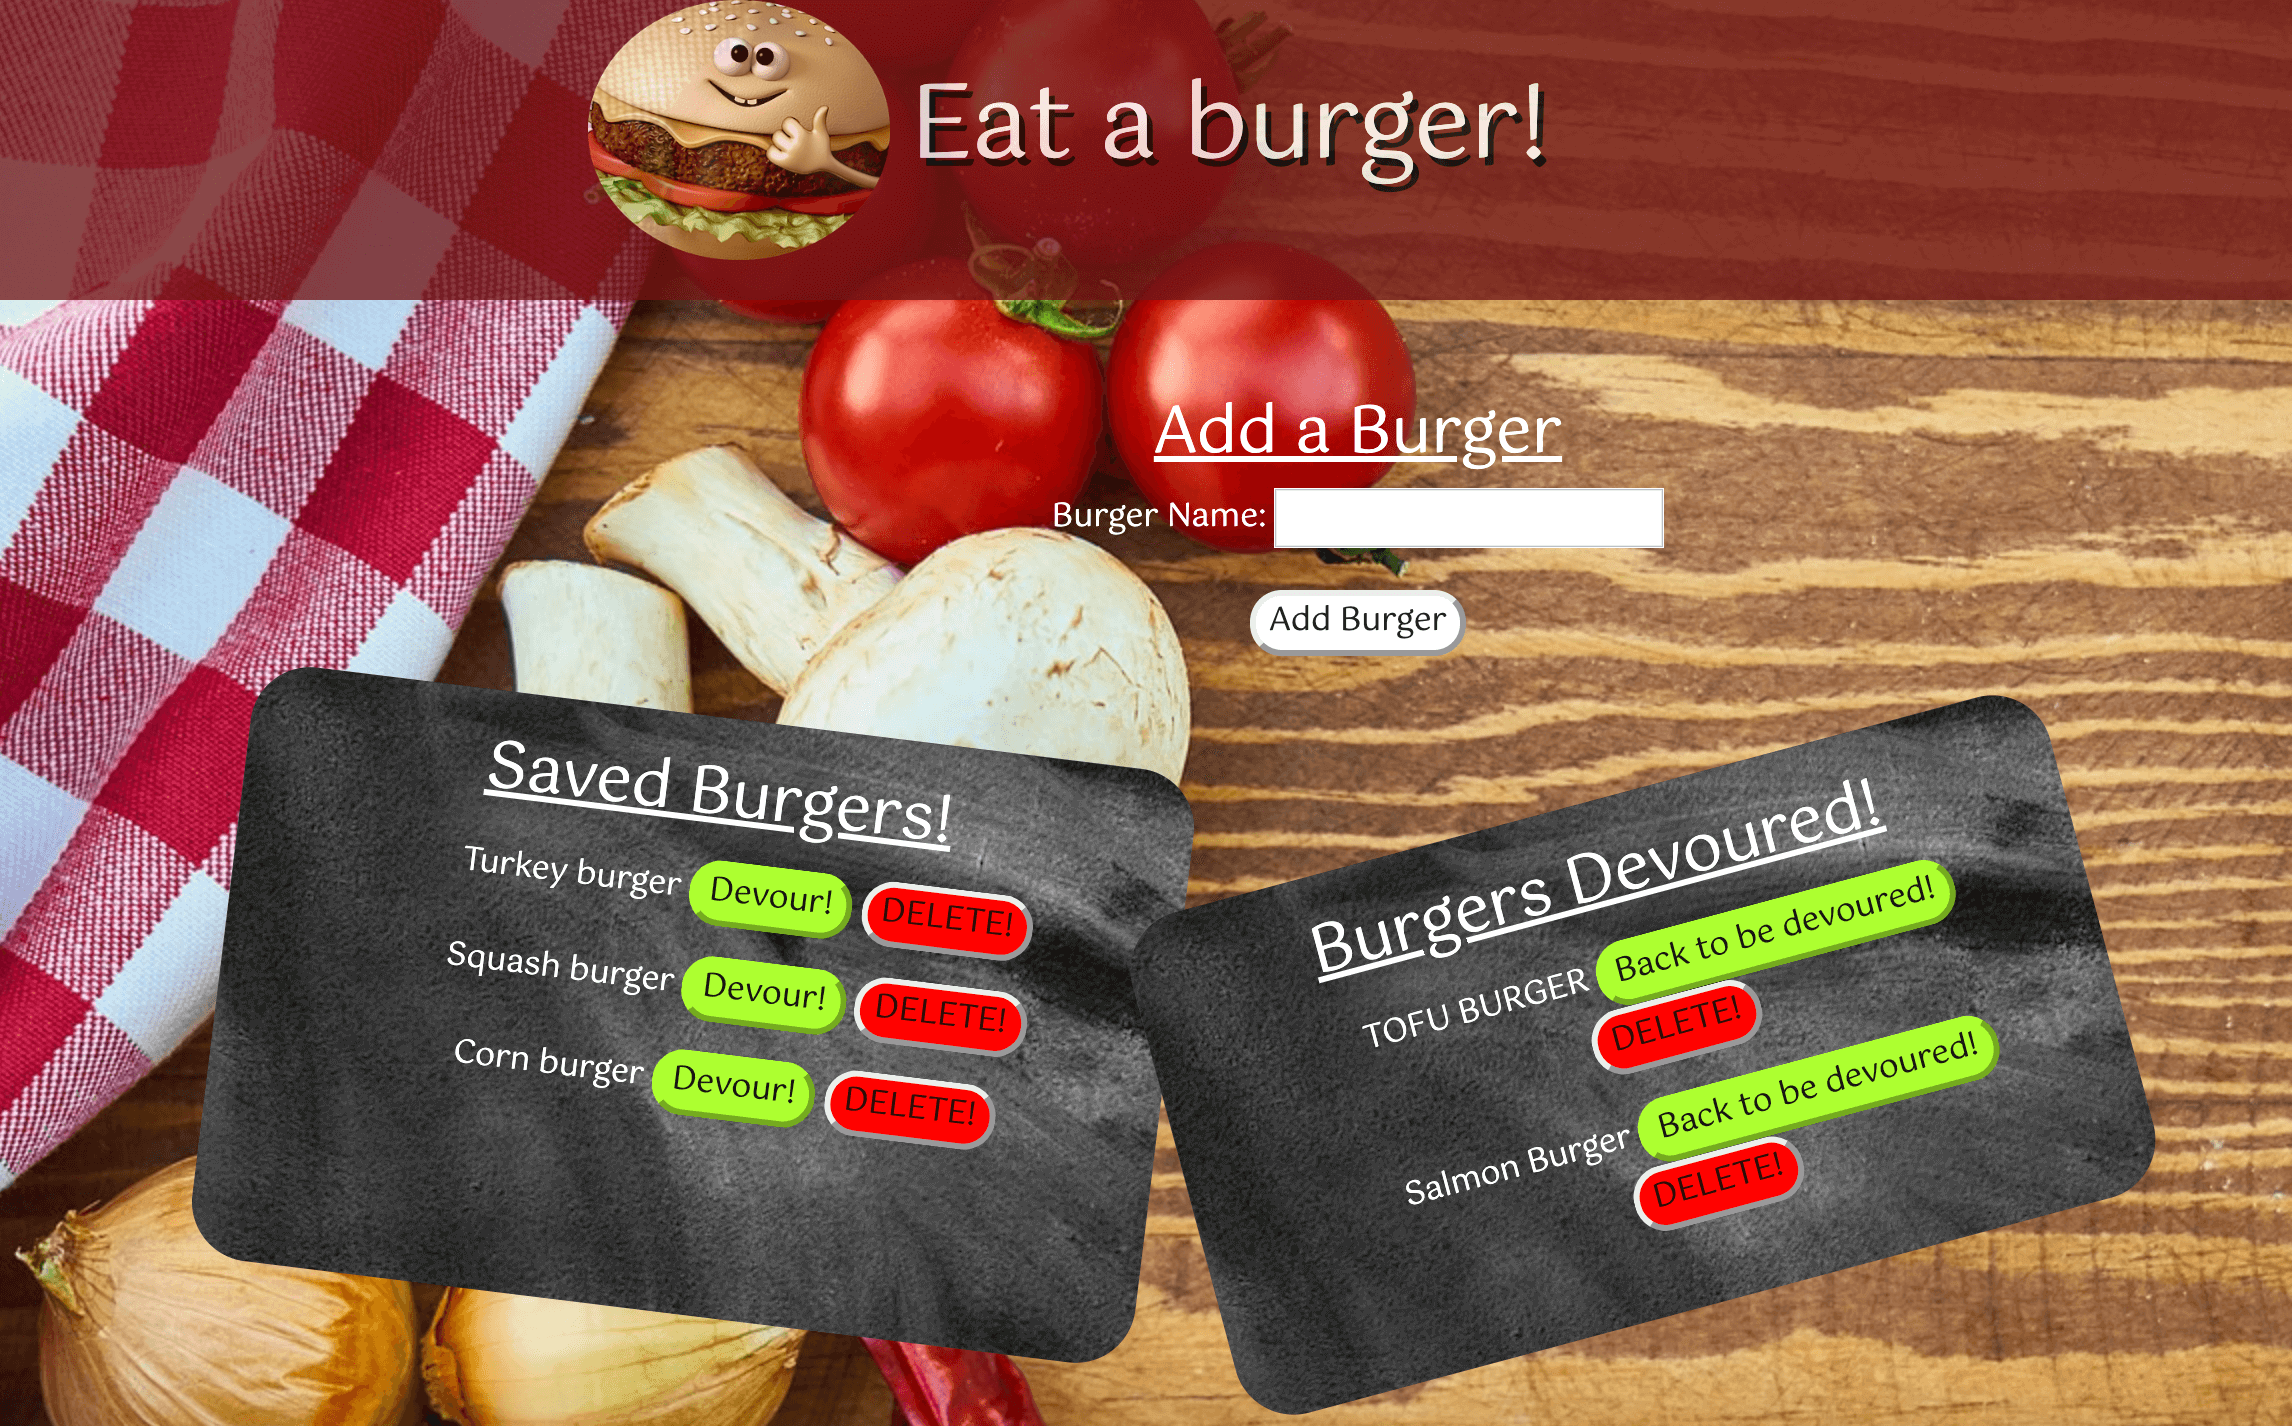 Eat a burger!
Add a Burger
Burger Name:
Add Burger
Saved Burgers!
Turkey burger Devour! DELETE!
Squash burger Devour! DELETE!
Corn burger Devour! DELETE!
Burgers Devoured!
TOFU BURGER Back to be devoured!
DELETE!
Salmon Burger Back to be devoured!
DELETE!